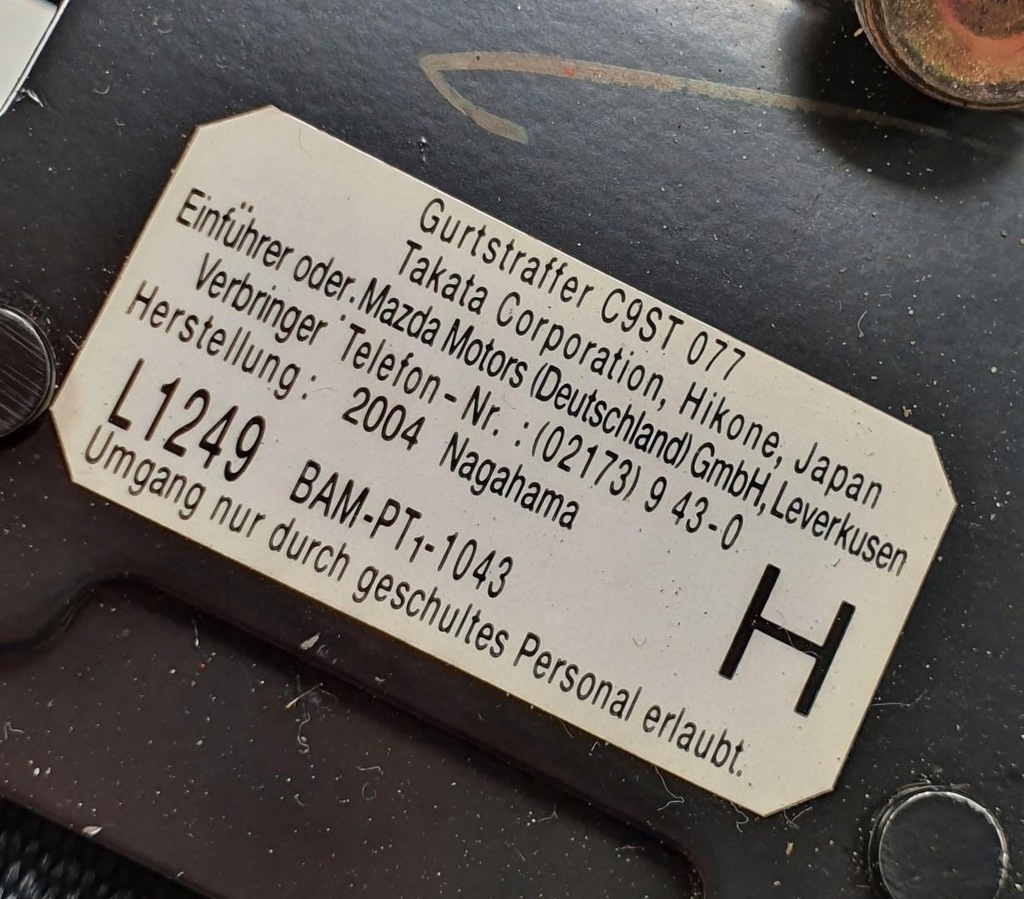 Gurtstraffer C9ST 077
Takata Corporation, Hikone, Japan
Einführer oder. Mazda Motors (Deutschland) GmbH, Leverkusen
Verbringer Telefon-Nr. : (02173) 9 43-0
Herstellung : 2004 Nagahama
L1249 BAM-PT₁-1043 H
Umgang nur durch geschultes Personal erlaubt.